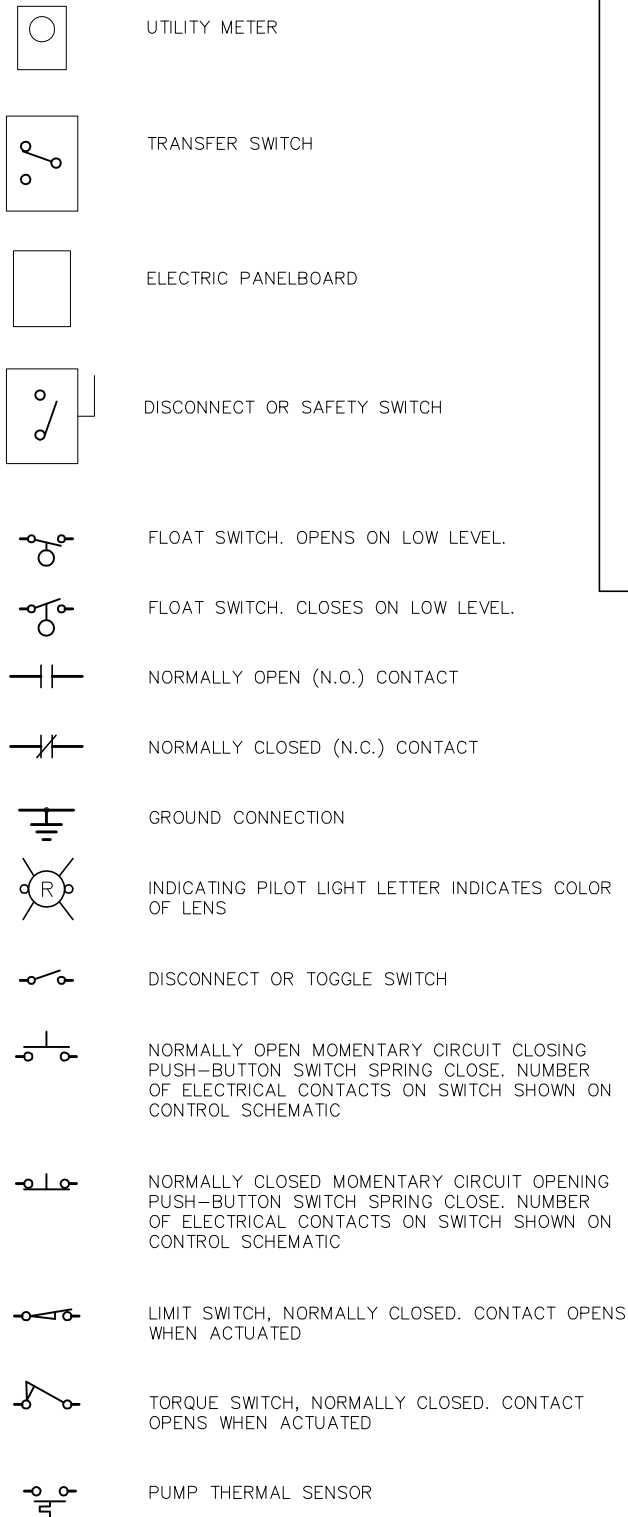 UTILITY METER
TRANSFER SWITCH
ELECTRIC PANELBOARD
DISCONNECT OR SAFETY SWITCH
FLOAT SWITCH. OPENS ON LOW LEVEL.
FLOAT SWITCH. CLOSES ON LOW LEVEL.
NORMALLY OPEN (N.O.) CONTACT
NORMALLY CLOSED (N.C.) CONTACT
GROUND CONNECTION
R
INDICATING PILOT LIGHT LETTER INDICATES COLOR
OF LENS
DISCONNECT OR TOGGLE SWITCH
NORMALLY OPEN MOMENTARY CIRCUIT CLOSING
PUSH-BUTTON SWITCH SPRING CLOSE. NUMBER
OF ELECTRICAL CONTACTS ON SWITCH SHOWN ON
CONTROL SCHEMATIC
NORMALLY CLOSED MOMENTARY CIRCUIT OPENING
PUSH-BUTTON SWITCH SPRING CLOSE. NUMBER
OF ELECTRICAL CONTACTS ON SWITCH SHOWN ON
CONTROL SCHEMATIC
LIMIT SWITCH, NORMALLY CLOSED. CONTACT OPENS
WHEN ACTUATED
TORQUE SWITCH, NORMALLY CLOSED. CONTACT
OPENS WHEN ACTUATED
PUMP THERMAL SENSOR